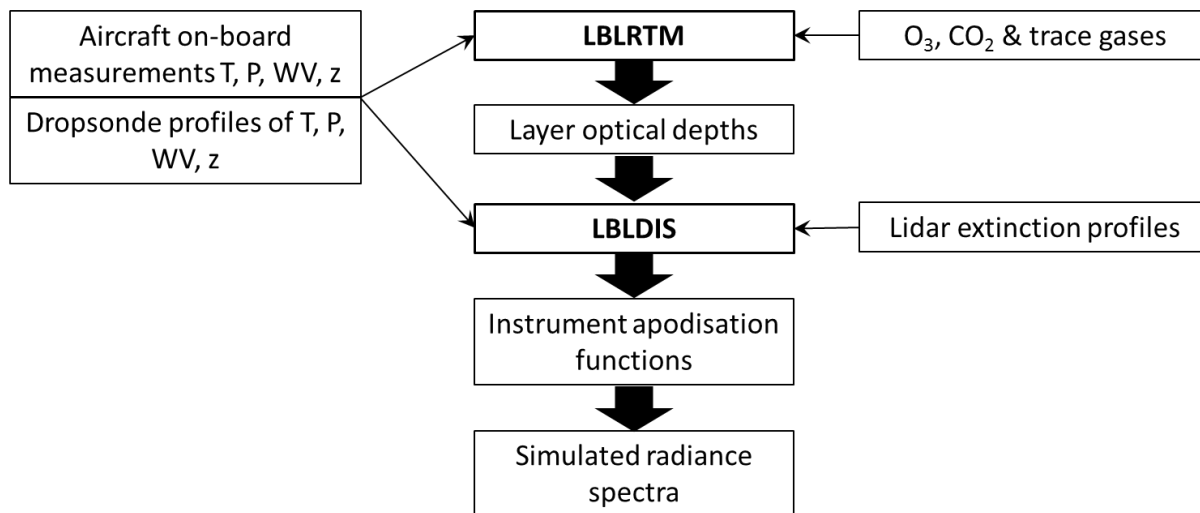 Aircraft on-board
measurements T, P, WV, z
Dropsonde profiles of T, P,
WV, z
LBLRTM
O₃, CO₂ & trace gases
Layer optical depths
LBLDIS
Lidar extinction profiles
Instrument apodisation
functions
Simulated radiance
spectra